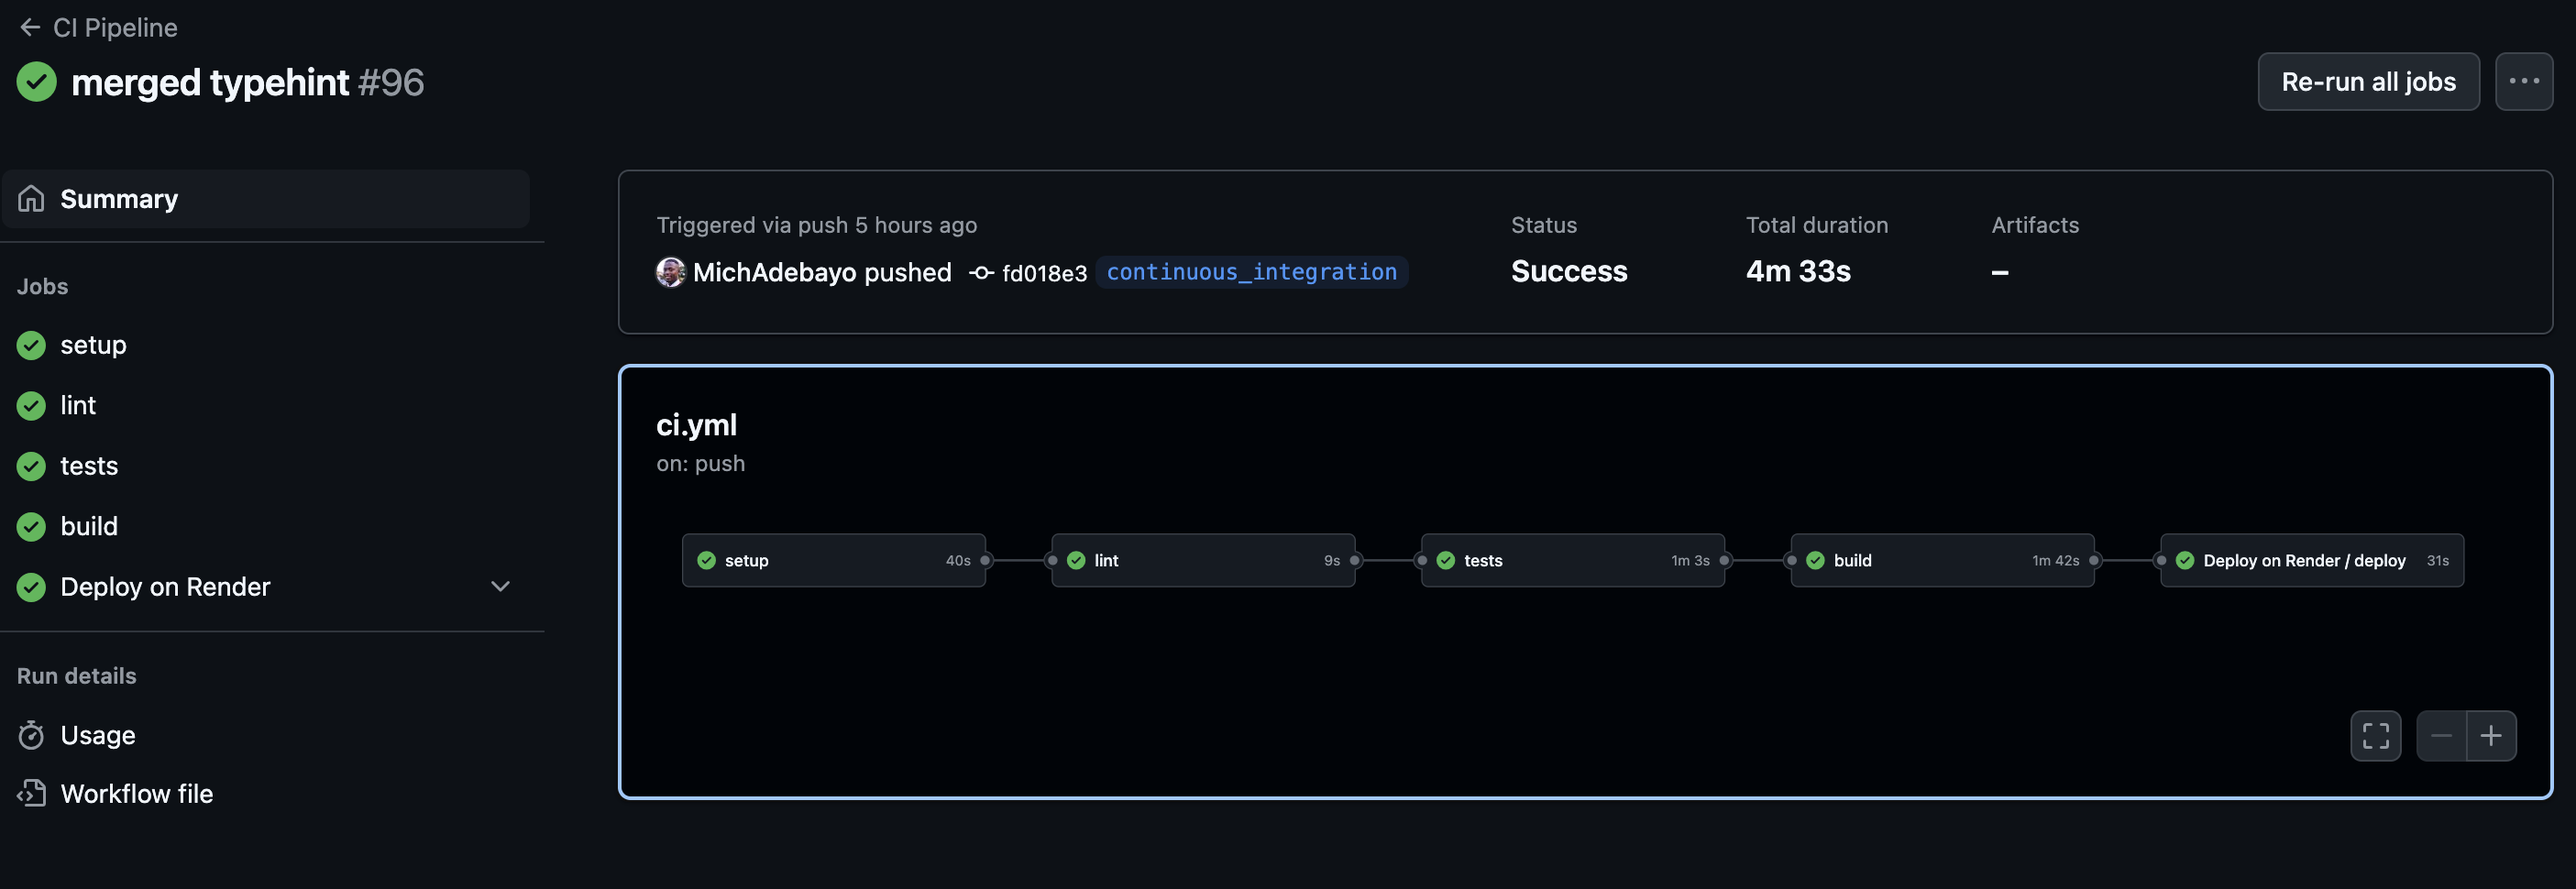 CI Pipeline
merged typehint #96
Re-run all jobs
Summary
Jobs
setup
lint
tests
build
Deploy on Render
Run details
Usage
Workflow file
Triggered via push 5 hours ago
MichAdebayo pushed fd018e3 continuous_integration
Status
Success
Total duration
4m 33s
Artifacts
–
ci.yml
on: push
setup 40s
lint 9s
tests 1m 3s
build 1m 42s
Deploy on Render / deploy 31s